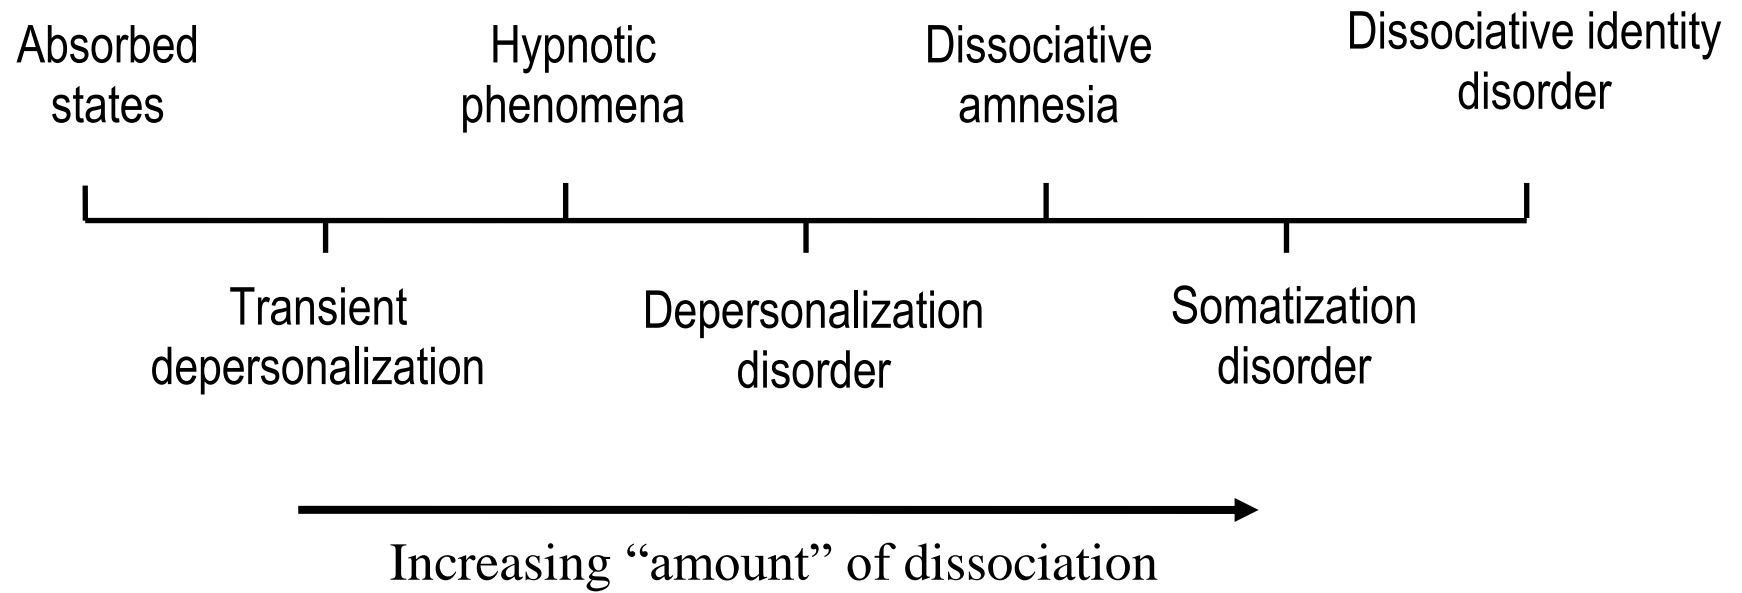 Absorbed
states
Hypnotic
phenomena
Dissociative
amnesia
Dissociative identity
disorder
Transient
depersonalization
Depersonalization
disorder
Somatization
disorder
Increasing “amount” of dissociation